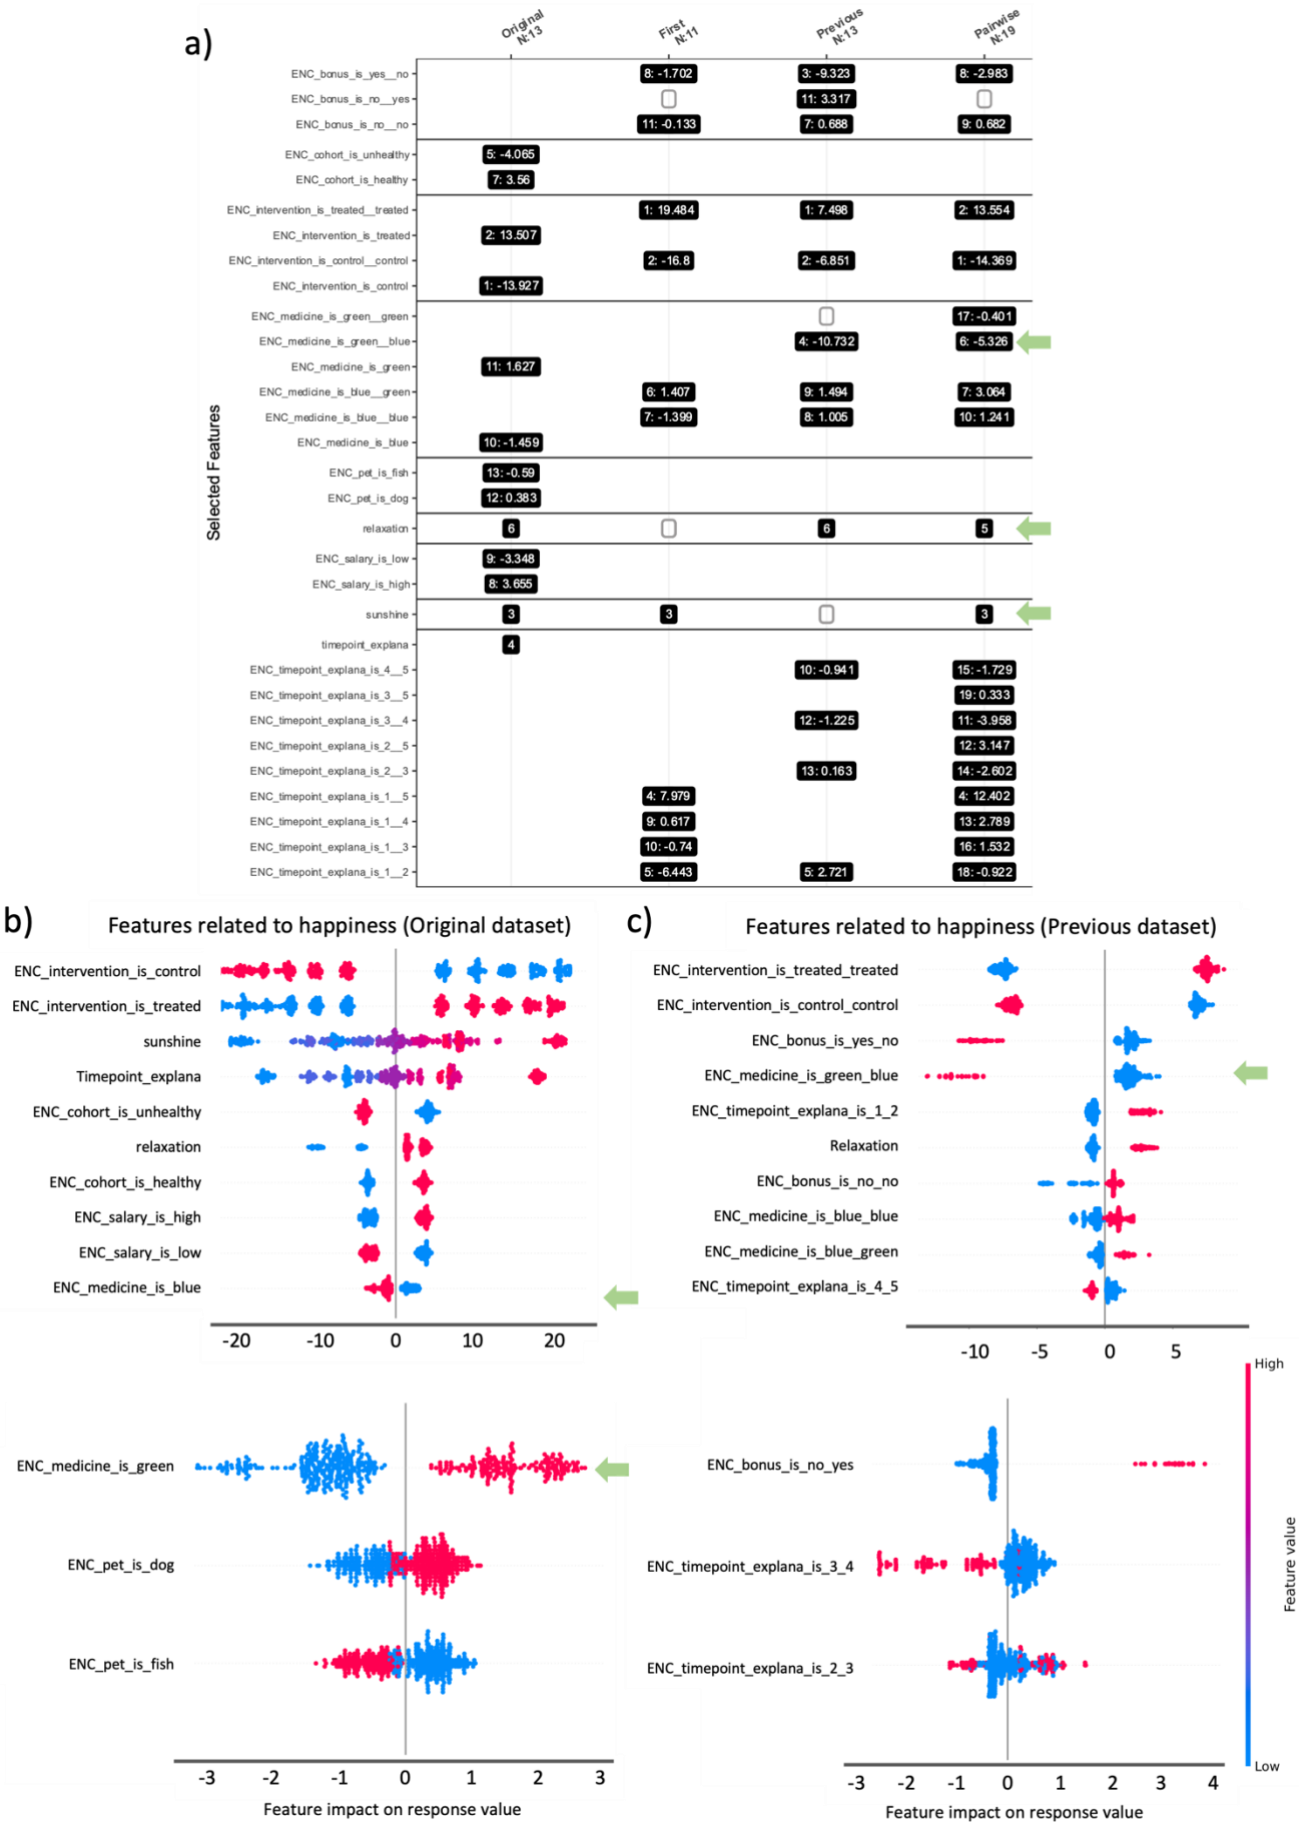 a)
Original
N:13
First
N:11
Previous
N:13
Pairwise
N:19
Selected Features
ENC_bonus_is_yes__no 8: -1.702 3: -9.323 8: -2.983
ENC_bonus_is_no__yes 11: 3.317
ENC_bonus_is_no__no 11: -0.133 7: 0.688 9: 0.682
ENC_cohort_is_unhealthy 5: -4.065
ENC_cohort_is_healthy 7: 3.56
ENC_intervention_is_treated__treated 1: 19.484 1: 7.498 2: 13.554
ENC_intervention_is_treated 2: 13.507
ENC_intervention_is_control__control 2: -16.8 2: -6.851 1: -14.369
ENC_intervention_is_control 1: -13.927
ENC_medicine_is_green__green 17: -0.401
ENC_medicine_is_green__blue 4: -10.732 6: -5.326
ENC_medicine_is_green 11: 1.627
ENC_medicine_is_blue__green 6: 1.407 9: 1.494 7: 3.064
ENC_medicine_is_blue__blue 7: -1.399 8: 1.005 10: 1.241
ENC_medicine_is_blue 10: -1.459
ENC_pet_is_fish 13: -0.59
ENC_pet_is_dog 12: 0.383
relaxation 6 6 5
ENC_salary_is_low 9: -3.348
ENC_salary_is_high 8: 3.655
sunshine 3 3 3
timepoint_explana 4
ENC_timepoint_explana_is_4__5 10: -0.941 15: -1.729
ENC_timepoint_explana_is_3__5 19: 0.333
ENC_timepoint_explana_is_3__4 12: -1.225 11: -3.958
ENC_timepoint_explana_is_2__5 12: 3.147
ENC_timepoint_explana_is_2__3 13: 0.163 14: -2.602
ENC_timepoint_explana_is_1__5 4: 7.979 4: 12.402
ENC_timepoint_explana_is_1__4 9: 0.617 13: 2.789
ENC_timepoint_explana_is_1__3 10: -0.74 16: 1.532
ENC_timepoint_explana_is_1__2 5: -6.443 5: 2.721 18: -0.922
b)
Features related to happiness (Original dataset)
ENC_intervention_is_control
ENC_intervention_is_treated
sunshine
Timepoint_explana
ENC_cohort_is_unhealthy
relaxation
ENC_cohort_is_healthy
ENC_salary_is_high
ENC_salary_is_low
ENC_medicine_is_blue
-20 -10 0 10 20
ENC_medicine_is_green
ENC_pet_is_dog
ENC_pet_is_fish
-3 -2 -1 0 1 2 3
Feature impact on response value
c)
Features related to happiness (Previous dataset)
ENC_intervention_is_treated_treated
ENC_intervention_is_control_control
ENC_bonus_is_yes_no
ENC_medicine_is_green_blue
ENC_timepoint_explana_is_1_2
Relaxation
ENC_bonus_is_no_no
ENC_medicine_is_blue_blue
ENC_medicine_is_blue_green
ENC_timepoint_explana_is_4_5
-10 -5 0 5
ENC_bonus_is_no_yes
ENC_timepoint_explana_is_3_4
ENC_timepoint_explana_is_2_3
-3 -2 -1 0 1 2 3 4
Feature impact on response value
High
Feature value
Low